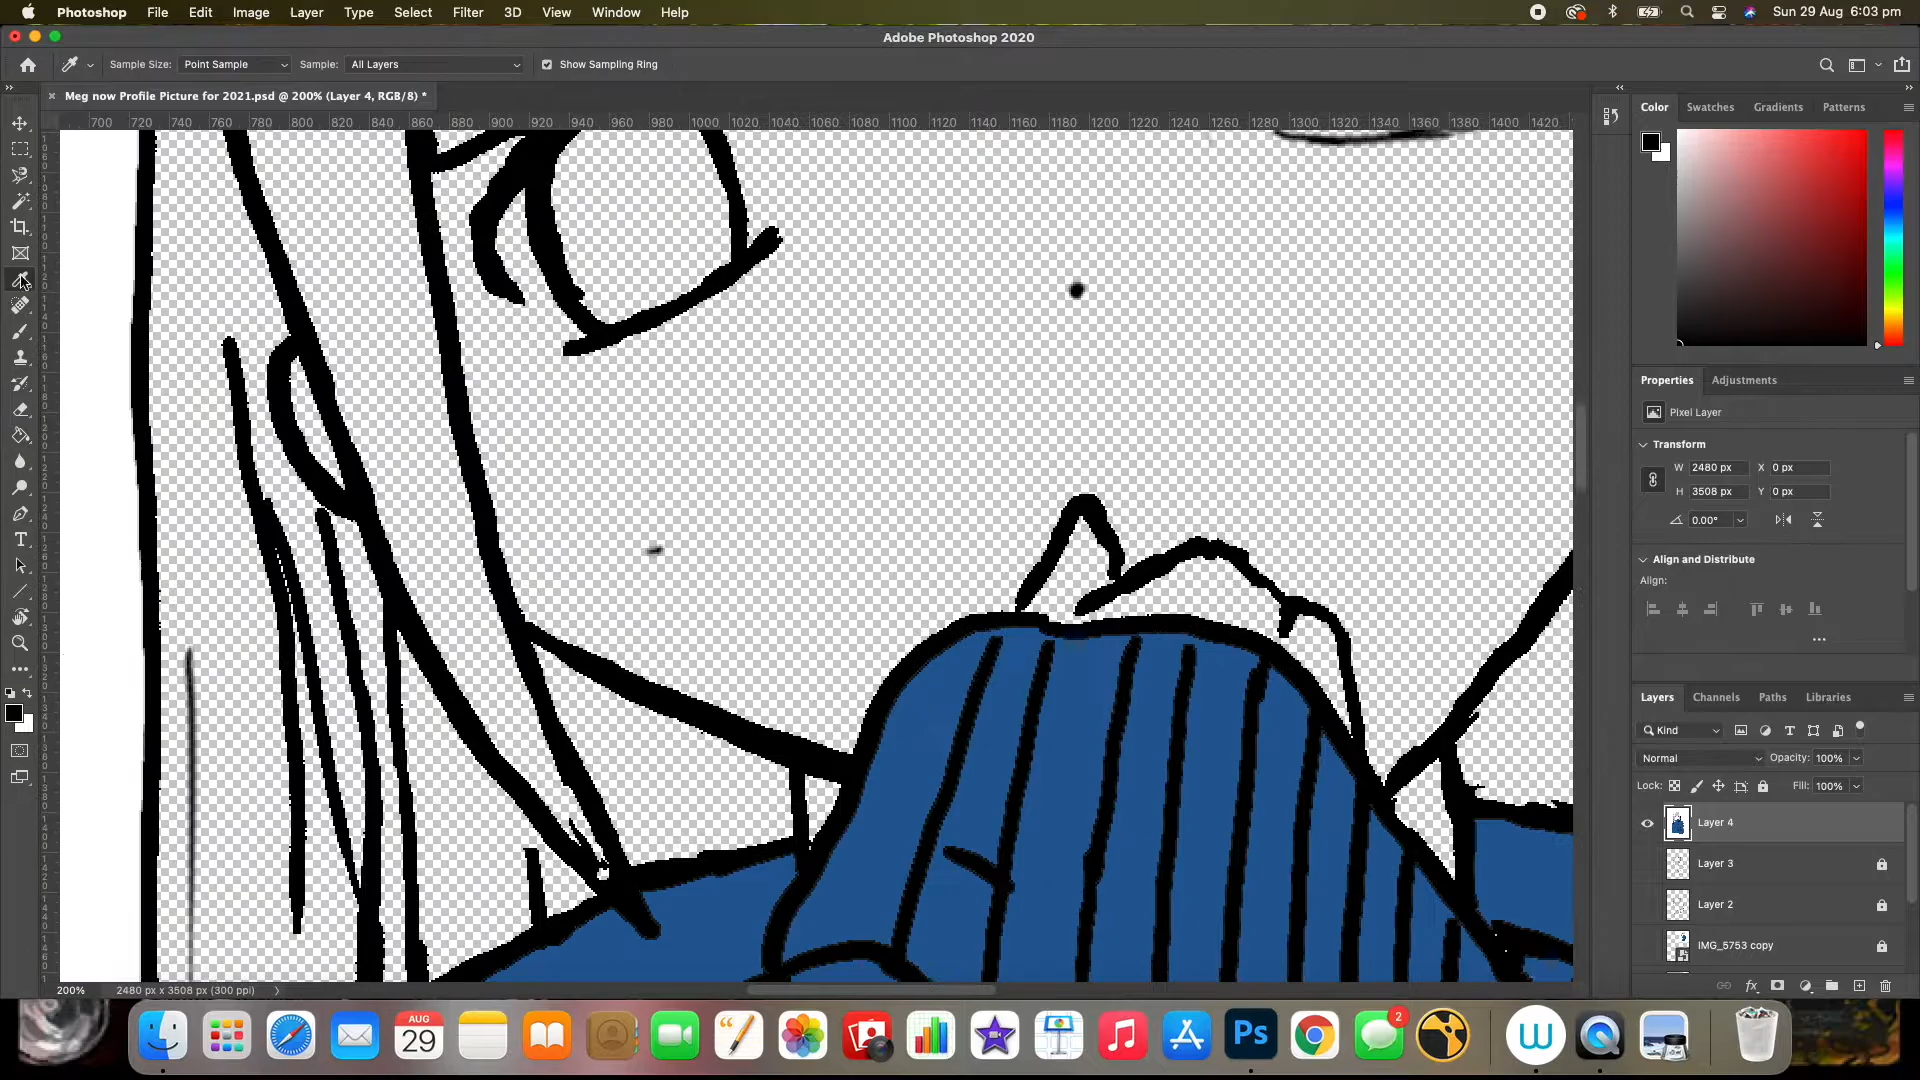 Photoshop File Edit Image Layer Type Select Filter 3D View Window Help Sun 29 Aug 6:03 pm
Adobe Photoshop 2020
Sample Size: Point Sample Sample: All Layers Show Sampling Ring
× Meg now Profile Picture for 2021.psd @ 200% (Layer 4, RGB/8) *
700 720 740 760 780 800 820 840 860 880 900 920 940 960 980 1000 1020 1040 1060 1080 1100 1120 1140 1160 1180 1200 1220 1240 1260 1280 1300 1320 1340 1360 1380 1400 1420
Color Swatches Gradients Patterns
Properties Adjustments
Pixel Layer
Transform
W 2480 px X 0 px
H 3508 px Y 0 px
0.00°
Align and Distribute
Align:
Layers Channels Paths Libraries
Kind
Normal Opacity: 100%
Lock: Fill: 100%
Layer 4
Layer 3
Layer 2
IMG_5753 copy
fx
200% 2480 px x 3508 px (300 ppi)
AUG
29
Ps
2
W